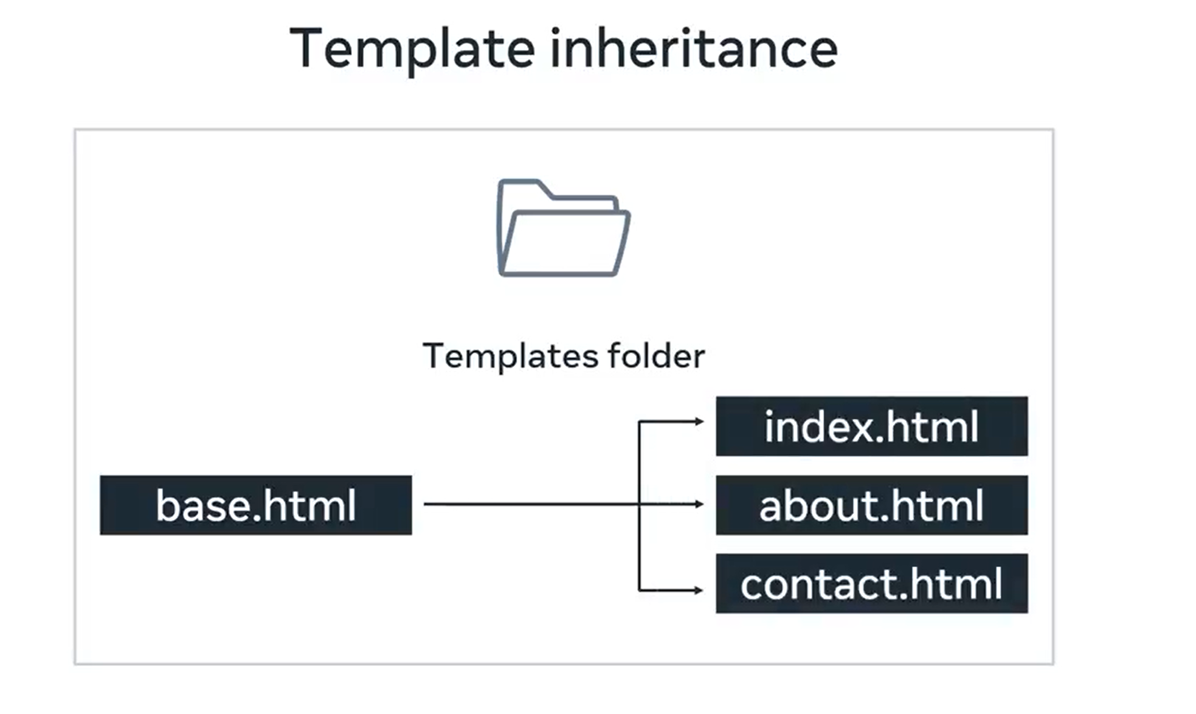 Template inheritance
Templates folder
base.html
index.html
about.html
contact.html